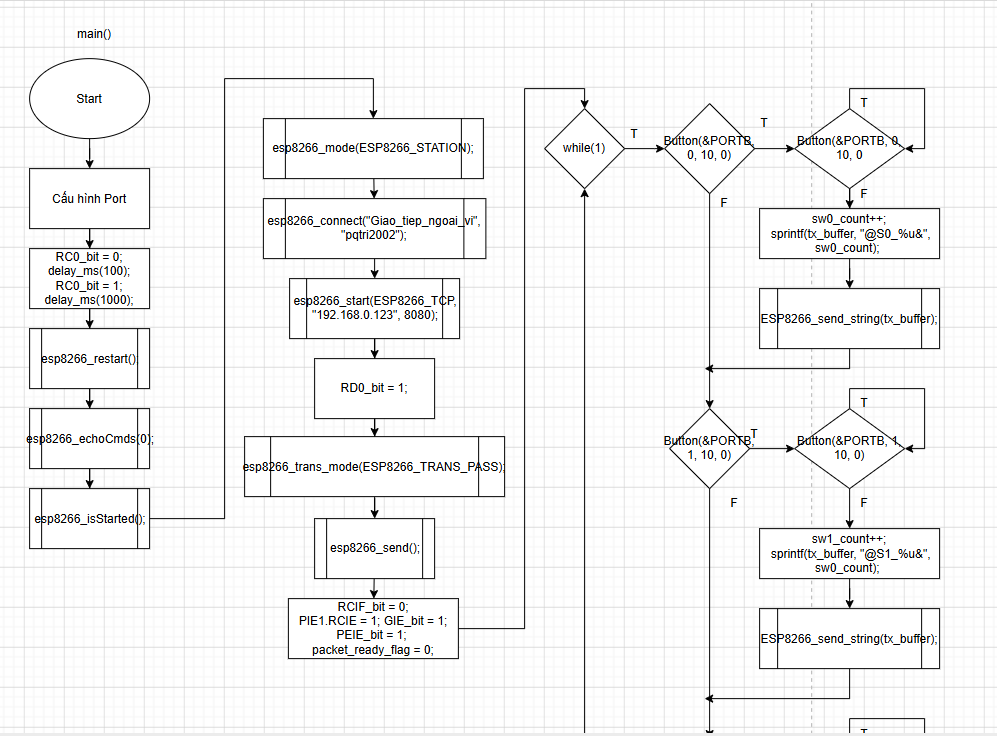 main()
Start
Cấu hình Port
RC0_bit = 0;
delay_ms(100);
RC0_bit = 1;
delay_ms(1000);
esp8266_restart();
esp8266_echoCmds(0);
esp8266_isStarted();
esp8266_mode(ESP8266_STATION);
esp8266_connect("Giao_tiep_ngoai_vi",
"pqtri2002");
esp8266_start(ESP8266_TCP,
"192.168.0.123", 8080);
RD0_bit = 1;
esp8266_trans_mode(ESP8266_TRANS_PASS);
esp8266_send();
RCIF_bit = 0;
PIE1.RCIE = 1; GIE_bit = 1;
PEIE_bit = 1;
packet_ready_flag = 0;
while(1)
T
Button(&PORTB,
0, 10, 0)
T
F
Button(&PORTB, 0,
10, 0
T
F
sw0_count++;
sprintf(tx_buffer, "@S0_%u&",
sw0_count);
ESP8266_send_string(tx_buffer);
Button(&PORTB,
1, 10, 0)
T
F
Button(&PORTB, 1,
10, 0)
T
F
sw1_count++;
sprintf(tx_buffer, "@S1_%u&",
sw0_count);
ESP8266_send_string(tx_buffer);
T